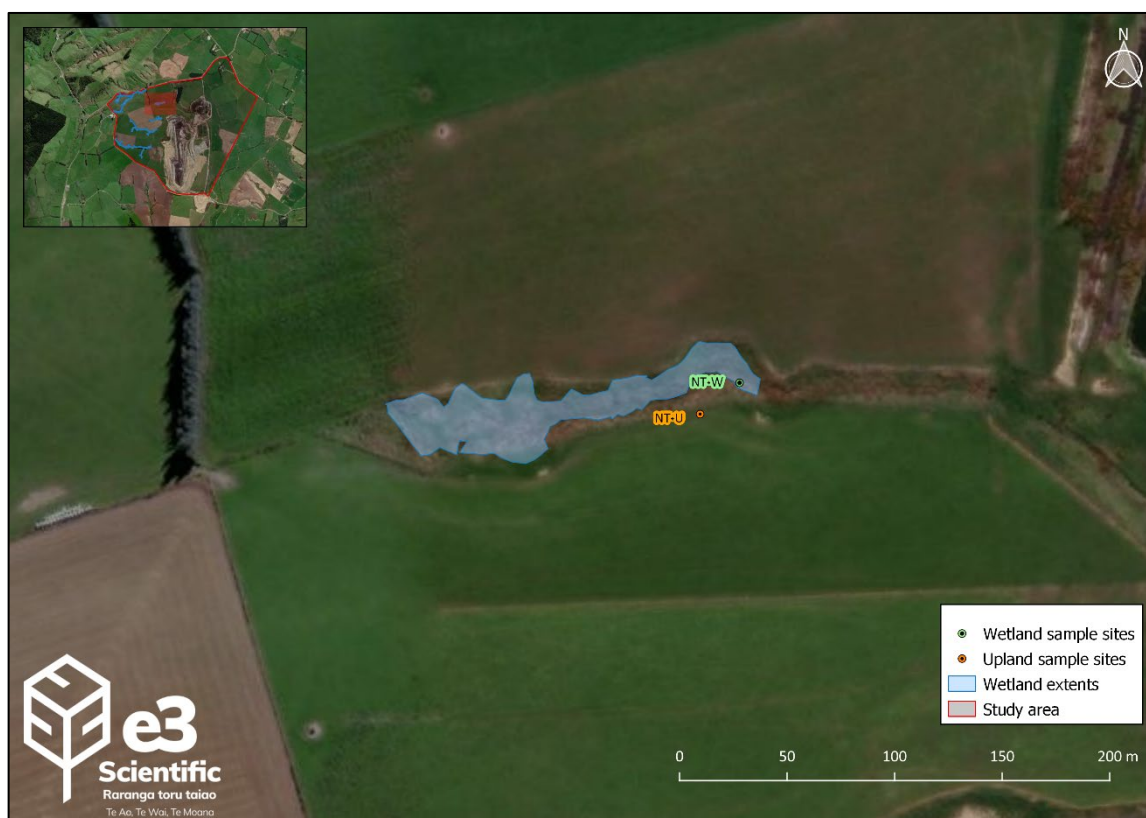 N
NT-W
NT-U
Wetland sample sites
Upland sample sites
Wetland extents
Study area
0 50 100 150 200 m
e3
Scientific
Raranga toru taiao
Te Ao, Te Wai, Te Moana